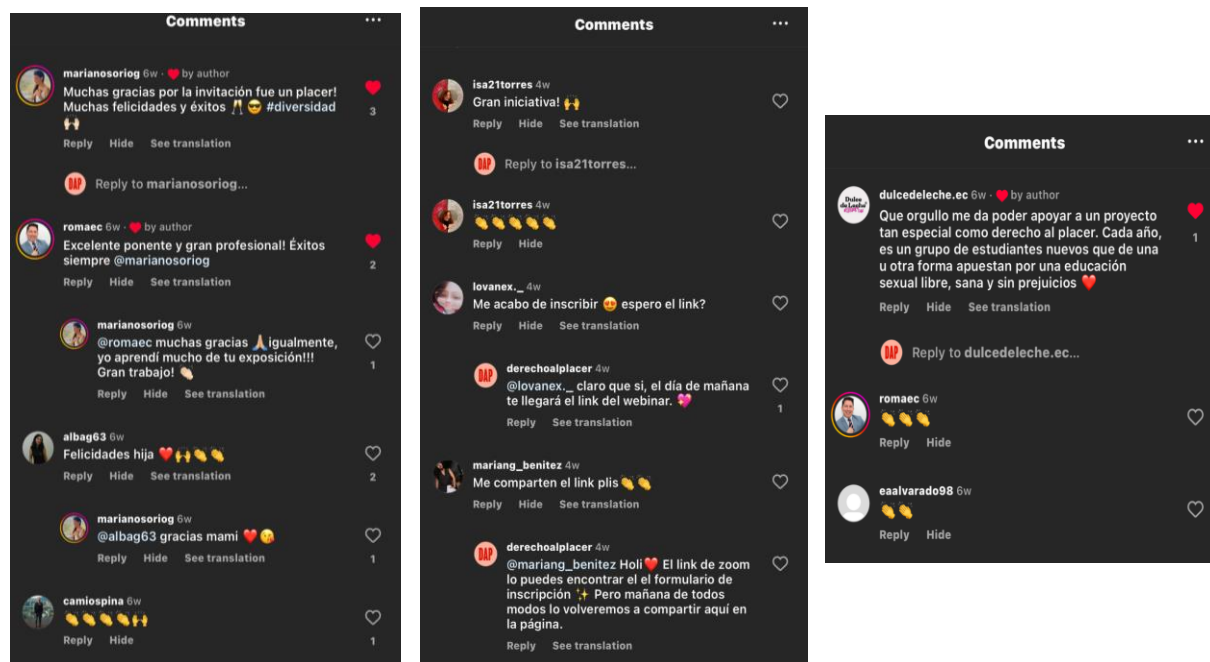 Comments
marianosoriog 6w · ❤️ by author
Muchas gracias por la invitación fue un placer!
Muchas felicidades y éxitos 🥂 😎 #diversidad
🙌🏻
3
Reply Hide See translation
DAP Reply to marianosoriog...
romaec 6w · ❤️ by author
Excelente ponente y gran profesional! Éxitos
siempre @marianosoriog
2
Reply Hide See translation
marianosoriog 6w
@romaec muchas gracias 🙏🏼 igualmente,
yo aprendí mucho de tu exposición!!!
Gran trabajo! 👏🏻
1
Reply Hide See translation
albag63 6w
Felicidades hija ❤️🙌👏👏
2
Reply Hide See translation
marianosoriog 6w
@albag63 gracias mami ❤️😘
1
Reply Hide See translation
camiospina 6w
👏👏👏👏🙌
1
Reply Hide
Comments
isa21torres 4w
Gran iniciativa! 🙌
Reply Hide See translation
DAP Reply to isa21torres...
isa21torres 4w
👏👏👏👏👏
Reply Hide
lovanex._ 4w
Me acabo de inscribir 😍 espero el link?
Reply Hide See translation
DAP derechoalplacer 4w
@lovanex._ claro que si, el día de mañana
te llegará el link del webinar. 💖
1
Reply See translation
mariang_benitez 4w
Me comparten el link plis👏👏
Reply Hide See translation
DAP derechoalplacer 4w
@mariang_benitez Holi❤️ El link de zoom
lo puedes encontrar el el formulario de
inscripción ✨ Pero mañana de todos
modos lo volveremos a compartir aquí en
la página.
Reply See translation
Comments
Dulce
de Leche
dulcedeleche.ec 6w · ❤️ by author
Que orgullo me da poder apoyar a un proyecto
tan especial como derecho al placer. Cada año,
es un grupo de estudiantes nuevos que de una
u otra forma apuestan por una educación
sexual libre, sana y sin prejuicios ❤️
1
Reply Hide See translation
DAP Reply to dulcedeleche.ec...
romaec 6w
👏👏👏
Reply Hide
eaalvarado98 6w
👏👏
Reply Hide